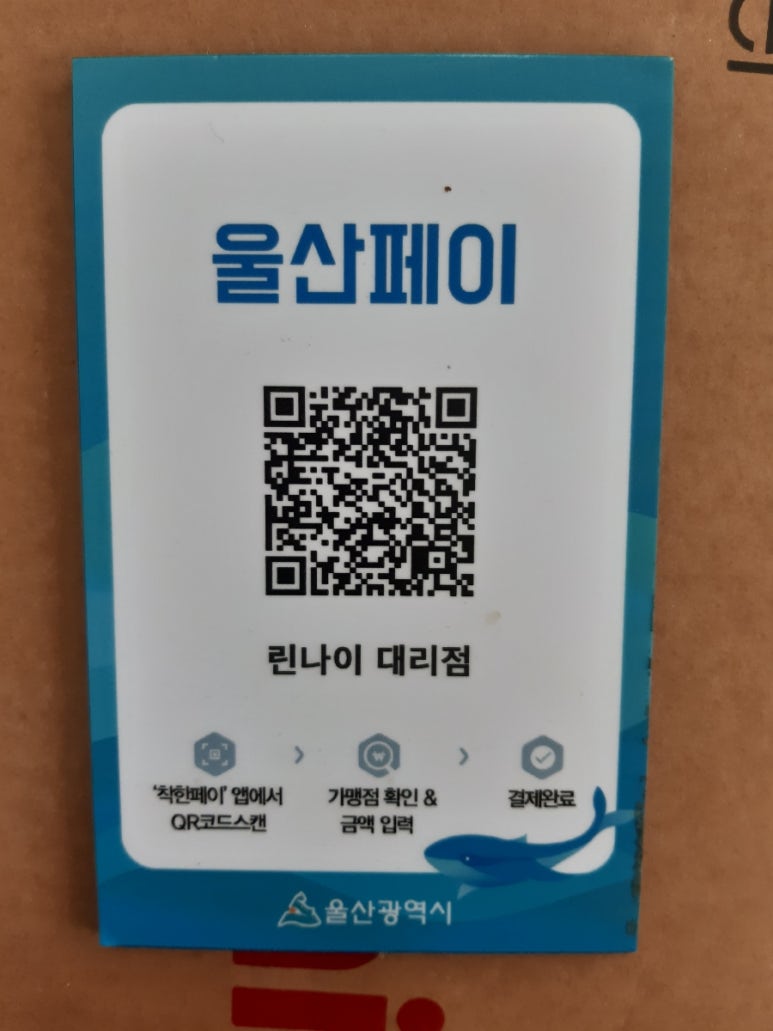 울산페이
린나이 대리점
'착한페이' 앱에서
QR코드스캔
가맹점 확인 &
금액 입력
결제완료
울산광역시